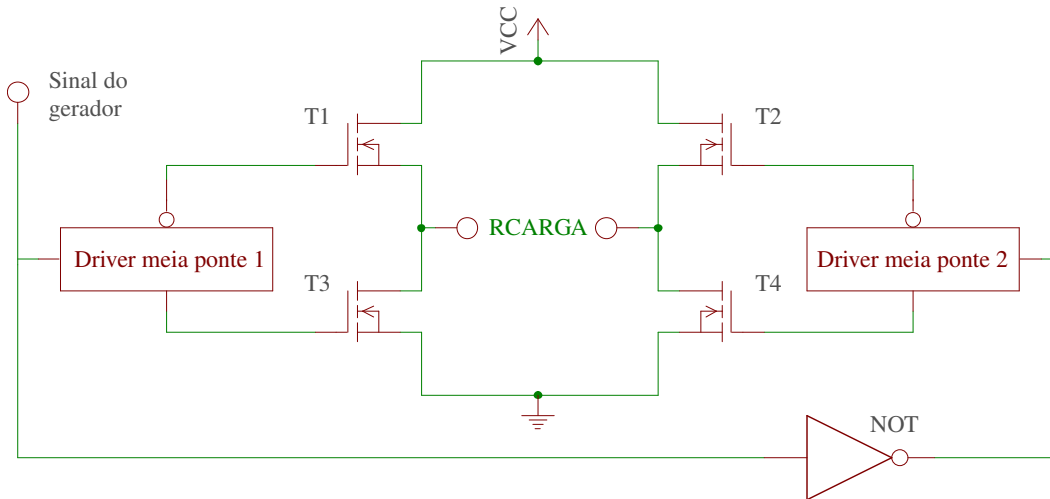 VCC
Sinal do
gerador
T1
T2
RCARGA
Driver meia ponte 1
Driver meia ponte 2
T3
T4
NOT